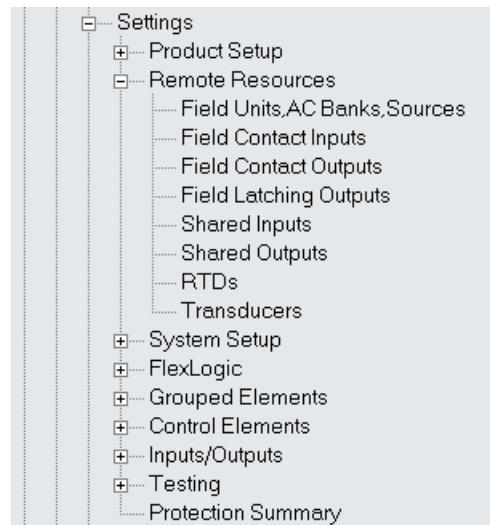 Settings
Product Setup
Remote Resources
Field Units,AC Banks,Sources
Field Contact Inputs
Field Contact Outputs
Field Latching Outputs
Shared Inputs
Shared Outputs
RTDs
Transducers
System Setup
FlexLogic
Grouped Elements
Control Elements
Inputs/Outputs
Testing
Protection Summary